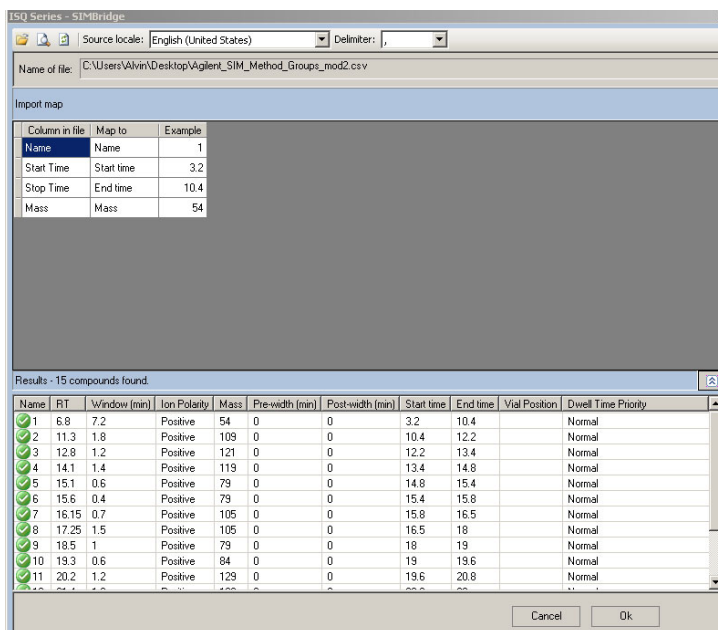 ISQ Series - SIMBridge
Source locale: English (United States) Delimiter: ,
Name of file: C:\Users\Alvin\Desktop\Agilent_SIM_Method_Groups_mod2.csv
Import map
Column in file Map to Example
Name Name 1
Start Time Start time 3.2
Stop Time End time 10.4
Mass Mass 54
Results - 15 compounds found.
Name RT Window (min) Ion Polarity Mass Pre-width (min) Post-width (min) Start time End time Vial Position Dwell Time Priority
1 6.8 7.2 Positive 54 0 0 3.2 10.4 Normal
2 11.3 1.8 Positive 109 0 0 10.4 12.2 Normal
3 12.8 1.2 Positive 121 0 0 12.2 13.4 Normal
4 14.1 1.4 Positive 119 0 0 13.4 14.8 Normal
5 15.1 0.6 Positive 79 0 0 14.8 15.4 Normal
6 15.6 0.4 Positive 79 0 0 15.4 15.8 Normal
7 16.15 0.7 Positive 105 0 0 15.8 16.5 Normal
8 17.25 1.5 Positive 105 0 0 16.5 18 Normal
9 18.5 1 Positive 79 0 0 18 19 Normal
10 19.3 0.6 Positive 84 0 0 19 19.6 Normal
11 20.2 1.2 Positive 129 0 0 19.6 20.8 Normal
Cancel Ok